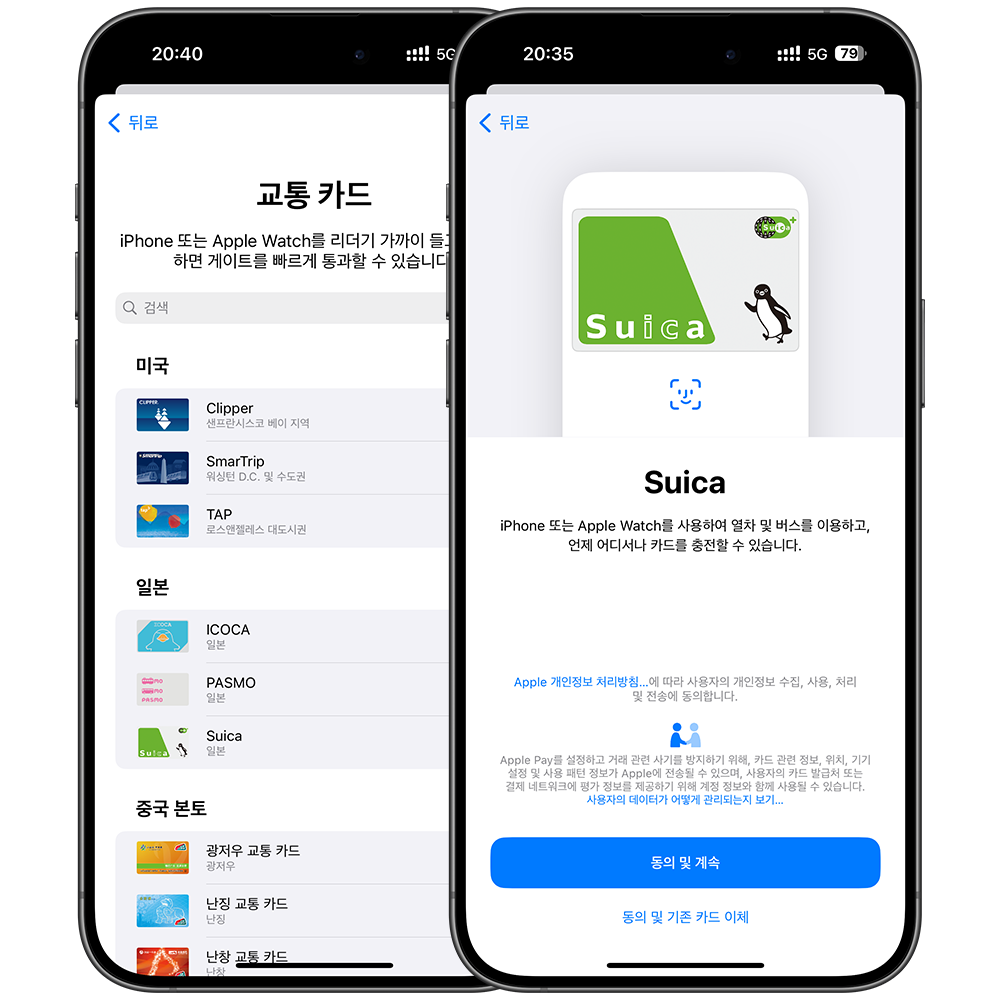 20:40
5G
뒤로
교통 카드
iPhone 또는 Apple Watch를 리더기 가까이 들고
하면 게이트를 빠르게 통과할 수 있습니다
검색
미국
CLIPPER.
Clipper
샌프란시스코 베이 지역
SmarTrip
SmarTrip
워싱턴 D.C. 및 수도권
tap
TAP
로스앤젤레스 대도시권
일본
ICOCA
ICOCA
일본
PASMO
PASMO
일본
Suica
Suica
일본
중국 본토
광저우 교통 카드
광저우
난징 교통 카드
난징
난창 교통 카드
난창
20:35
5G 79
뒤로
Suica
Suica
Suica
iPhone 또는 Apple Watch를 사용하여 열차 및 버스를 이용하고,
언제 어디서나 카드를 충전할 수 있습니다.
Apple 개인정보 처리방침...에 따라 사용자의 개인정보 수집, 사용, 처리
및 전송에 동의합니다.
Apple Pay를 설정하고 거래 관련 사기를 방지하기 위해, 카드 관련 정보, 위치, 기기
설정 및 사용 패턴 정보가 Apple에 전송될 수 있으며, 사용자의 카드 발급처 또는
결제 네트워크에 평가 정보를 제공하기 위해 계정 정보와 함께 사용될 수 있습니다.
사용자의 데이터가 어떻게 관리되는지 보기...
동의 및 계속
동의 및 기존 카드 이체